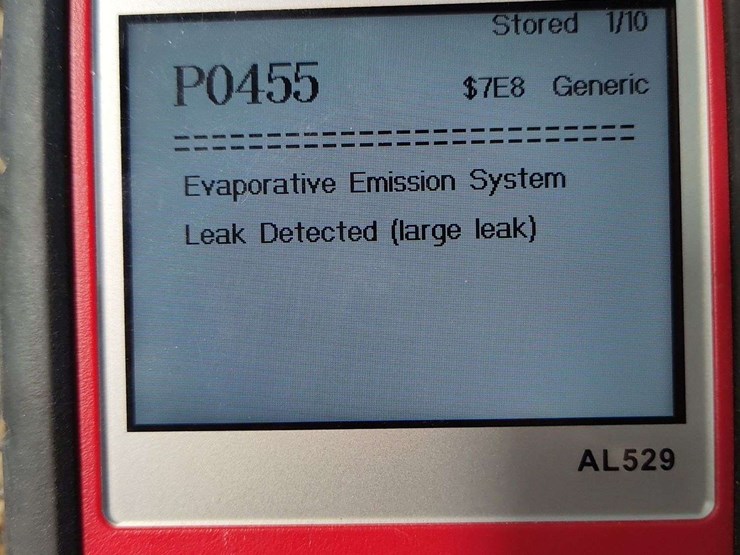 Stored 1/10
P0455 $7E8 Generic
==========================
Evaporative Emission System
Leak Detected (large leak)
AL529